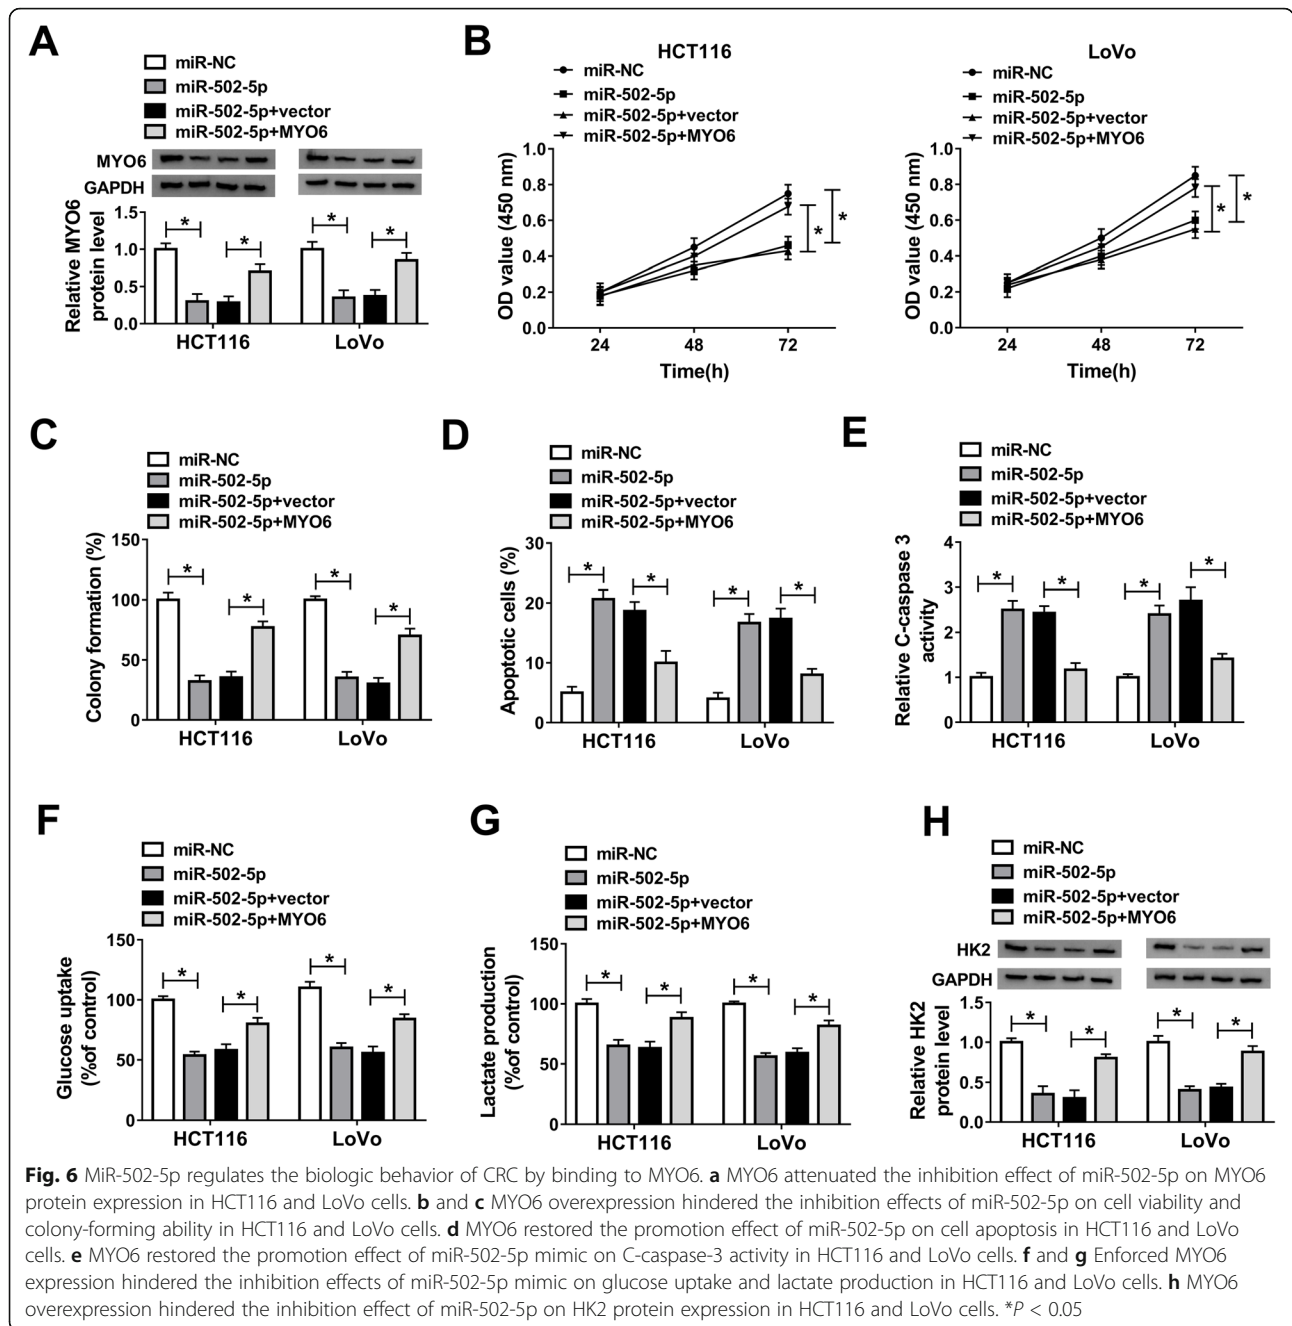 A
miR-NC
miR-502-5p
miR-502-5p+vector
miR-502-5p+MYO6
MYO6
GAPDH
Relative MYO6
protein level
1.5
1.0
0.5
0.0
* * * *
HCT116 LoVo
B
HCT116
miR-NC
miR-502-5p
miR-502-5p+vector
miR-502-5p+MYO6
OD value (450 nm)
1.0
0.8
0.6
0.4
0.2
0.0
* *
24 48 72
Time(h)
LoVo
miR-NC
miR-502-5p
miR-502-5p+vector
miR-502-5p+MYO6
OD value (450 nm)
1.0
0.8
0.6
0.4
0.2
0.0
* *
24 48 72
Time(h)
C
miR-NC
miR-502-5p
miR-502-5p+vector
miR-502-5p+MYO6
Colony formation (%)
150
100
50
0
* * * *
HCT116 LoVo
D
miR-NC
miR-502-5p
miR-502-5p+vector
miR-502-5p+MYO6
Apoptotic cells (%)
30
20
10
0
* * * *
HCT116 LoVo
E
miR-NC
miR-502-5p
miR-502-5p+vector
miR-502-5p+MYO6
Relative C-caspase 3
activity
4
3
2
1
0
* * * *
HCT116 LoVo
F
miR-NC
miR-502-5p
miR-502-5p+vector
miR-502-5p+MYO6
Glucose uptake
(%of control)
150
100
50
0
* * * *
HCT116 LoVo
G
miR-NC
miR-502-5p
miR-502-5p+vector
miR-502-5p+MYO6
Lactate production
(%of control)
150
100
50
0
* * * *
HCT116 LoVo
H
miR-NC
miR-502-5p
miR-502-5p+vector
miR-502-5p+MYO6
HK2
GAPDH
Relative HK2
protein level
1.5
1.0
0.5
0.0
* * * *
HCT116 LoVo
Fig. 6 MiR-502-5p regulates the biologic behavior of CRC by binding to MYO6. a MYO6 attenuated the inhibition effect of miR-502-5p on MYO6
protein expression in HCT116 and LoVo cells. b and c MYO6 overexpression hindered the inhibition effects of miR-502-5p on cell viability and
colony-forming ability in HCT116 and LoVo cells. d MYO6 restored the promotion effect of miR-502-5p on cell apoptosis in HCT116 and LoVo
cells. e MYO6 restored the promotion effect of miR-502-5p mimic on C-caspase-3 activity in HCT116 and LoVo cells. f and g Enforced MYO6
expression hindered the inhibition effects of miR-502-5p mimic on glucose uptake and lactate production in HCT116 and LoVo cells. h MYO6
overexpression hindered the inhibition effect of miR-502-5p on HK2 protein expression in HCT116 and LoVo cells. *P < 0.05